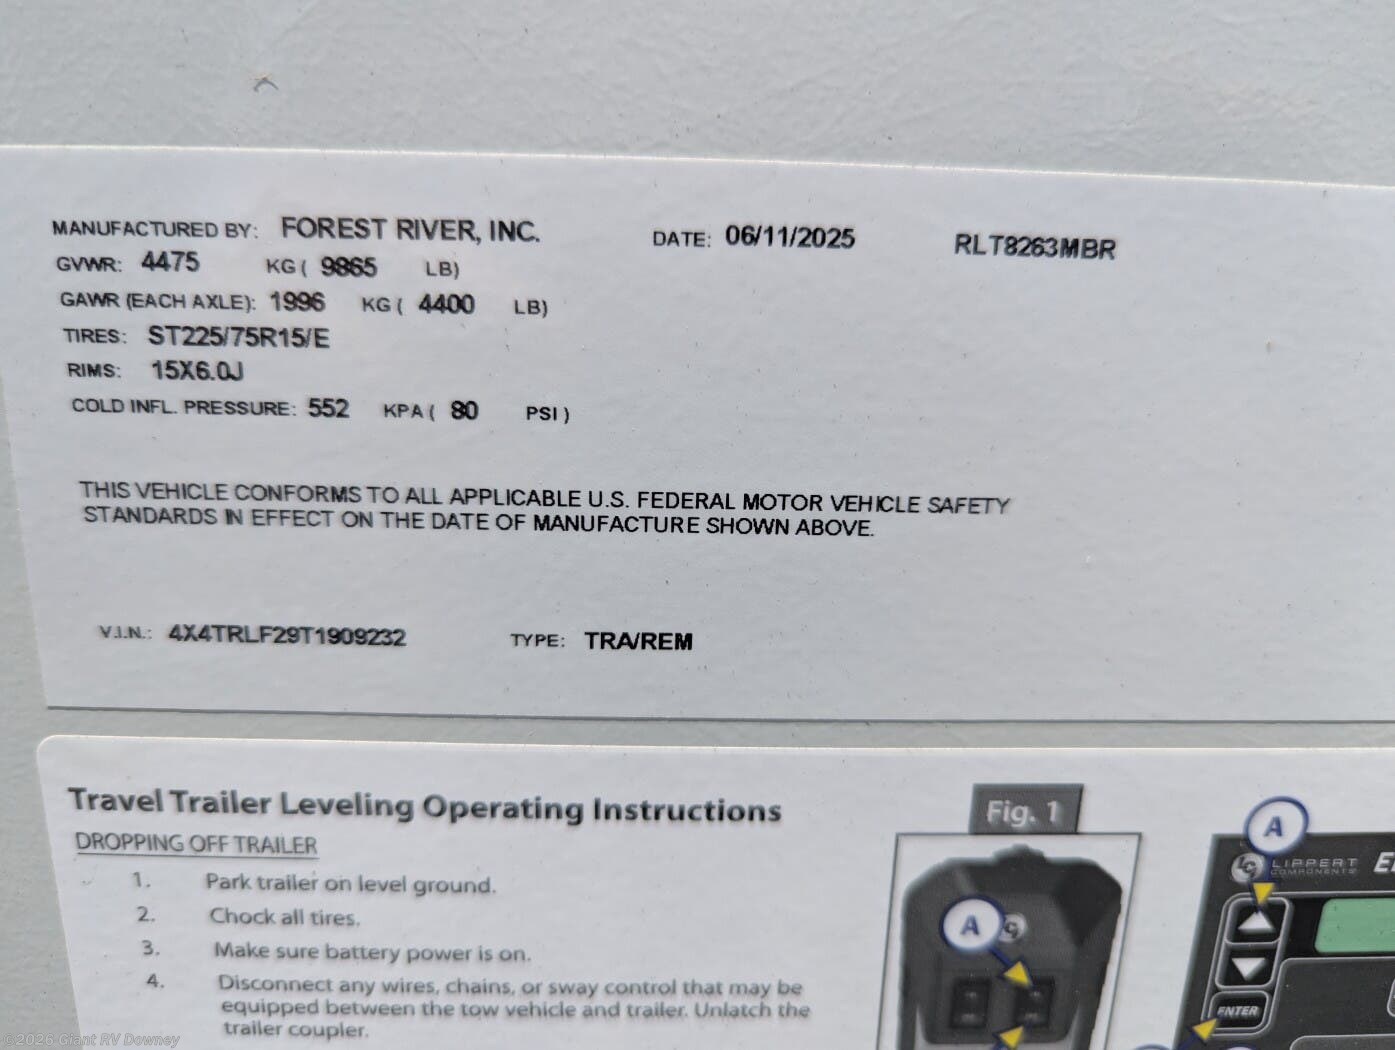 MANUFACTURED BY: FOREST RIVER, INC. DATE: 06/11/2025 RLT8263MBR
GVWR: 4475 KG ( 9865 LB)
GAWR (EACH AXLE): 1996 KG ( 4400 LB)
TIRES: ST225/75R15/E
RIMS: 15X6.0J
COLD INFL. PRESSURE: 552 KPA ( 80 PSI )
THIS VEHICLE CONFORMS TO ALL APPLICABLE U.S. FEDERAL MOTOR VEHICLE SAFETY
STANDARDS IN EFFECT ON THE DATE OF MANUFACTURE SHOWN ABOVE.
V.I.N.: 4X4TRLF29T1909232 TYPE: TRA/REM
Travel Trailer Leveling Operating Instructions
DROPPING OFF TRAILER
1. Park trailer on level ground.
2. Chock all tires.
3. Make sure battery power is on.
4. Disconnect any wires, chains, or sway control that may be
equipped between the tow vehicle and trailer. Unlatch the
trailer coupler.
Fig. 1
A
A
LIPPERT
COMPONENTS
ENTER
©2025 Giant RV Downey